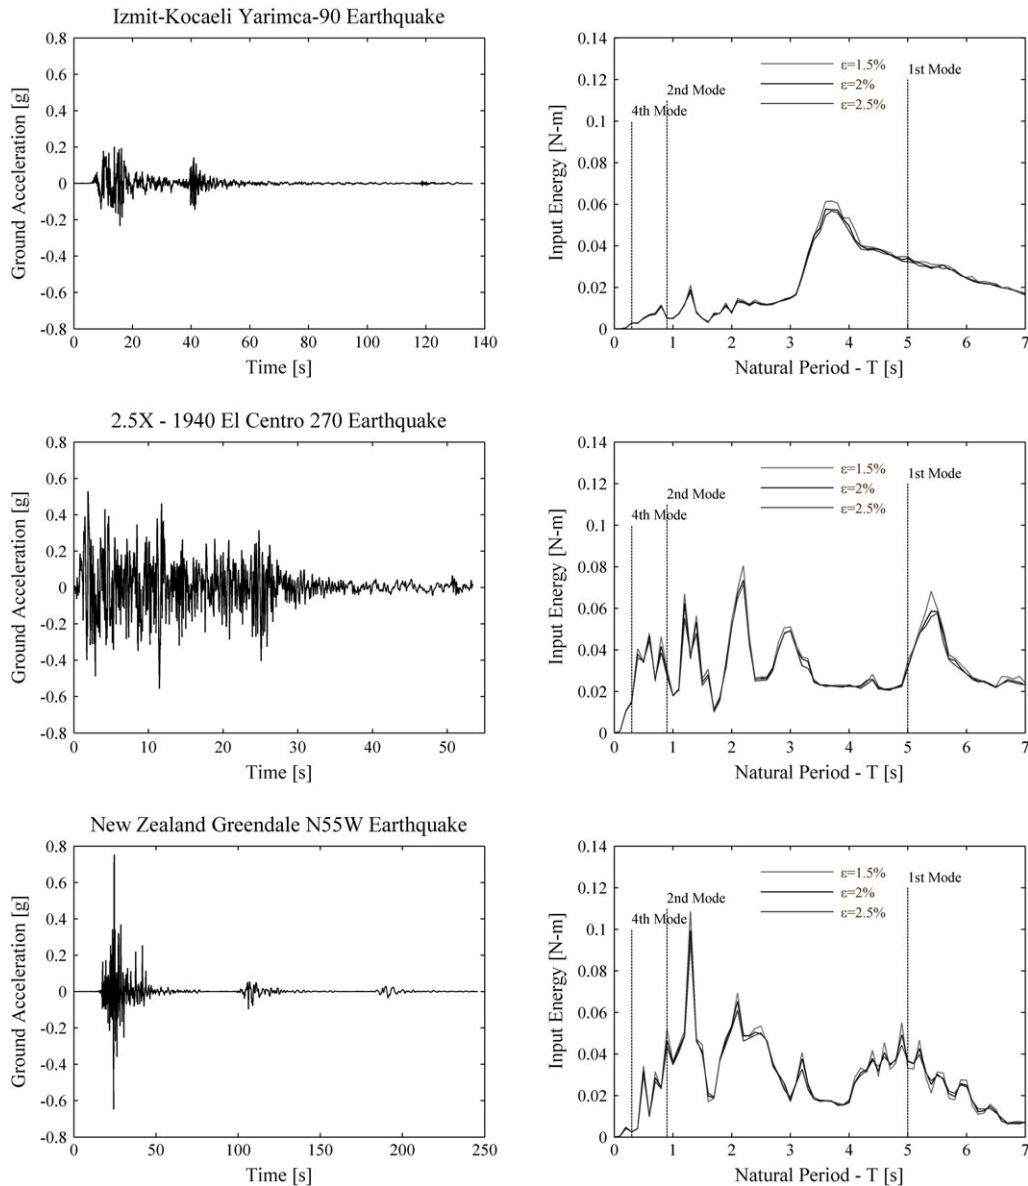 Izmit-Kocaeli Yarimca-90 Earthquake
0.8
0.6
0.4
0.2
0
-0.2
-0.4
-0.6
-0.8
Ground Acceleration [g]
0 20 40 60 80 100 120 140
Time [s]
0.14
0.12
0.1
0.08
0.06
0.04
0.02
0
Input Energy [N-m]
ε=1.5%
ε=2%
ε=2.5%
1st Mode
2nd Mode
4th Mode
0 1 2 3 4 5 6 7
Natural Period - T [s]
2.5X - 1940 El Centro 270 Earthquake
0.8
0.6
0.4
0.2
0
-0.2
-0.4
-0.6
-0.8
Ground Acceleration [g]
0 10 20 30 40 50
Time [s]
0.14
0.12
0.1
0.08
0.06
0.04
0.02
0
Input Energy [N-m]
ε=1.5%
ε=2%
ε=2.5%
1st Mode
2nd Mode
4th Mode
0 1 2 3 4 5 6 7
Natural Period - T [s]
New Zealand Greendale N55W Earthquake
0.8
0.6
0.4
0.2
0
-0.2
-0.4
-0.6
-0.8
Ground Acceleration [g]
0 50 100 150 200 250
Time [s]
0.14
0.12
0.1
0.08
0.06
0.04
0.02
0
Input Energy [N-m]
ε=1.5%
ε=2%
ε=2.5%
1st Mode
2nd Mode
4th Mode
0 1 2 3 4 5 6 7
Natural Period - T [s]